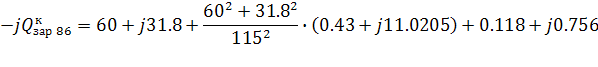 −jQ^к_зар 86 = 60 + j31.8 + (60² + 31.8²)/115² · (0.43 + j11.0205) + 0.118 + j0.756